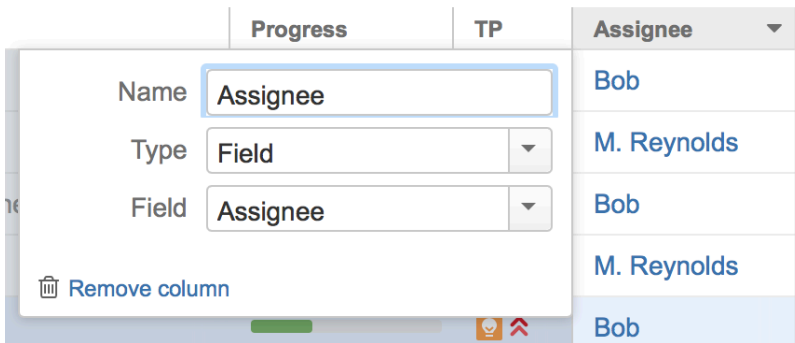 Progress TP Assignee
Name Assignee Bob
Type Field M. Reynolds
Field Assignee Bob
M. Reynolds
Remove column
Bob